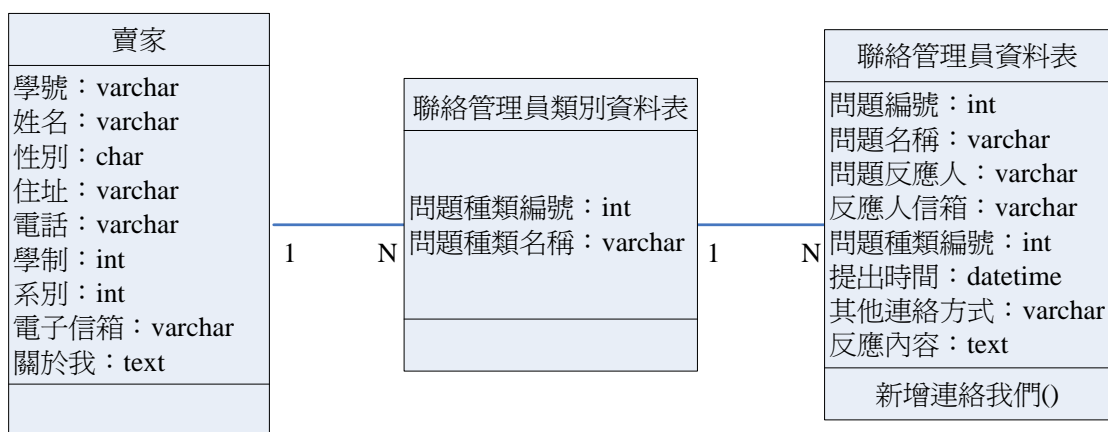 賣家
學號：varchar
姓名：varchar
性別：char
住址：varchar
電話：varchar
學制：int
系別：int
電子信箱：varchar
關於我：text
1
N
聯絡管理員類別資料表
問題種類編號：int
問題種類名稱：varchar
1
N
聯絡管理員資料表
問題編號：int
問題名稱：varchar
問題反應人：varchar
反應人信箱：varchar
問題種類編號：int
提出時間：datetime
其他連絡方式：varchar
反應內容：text
新增連絡我們()